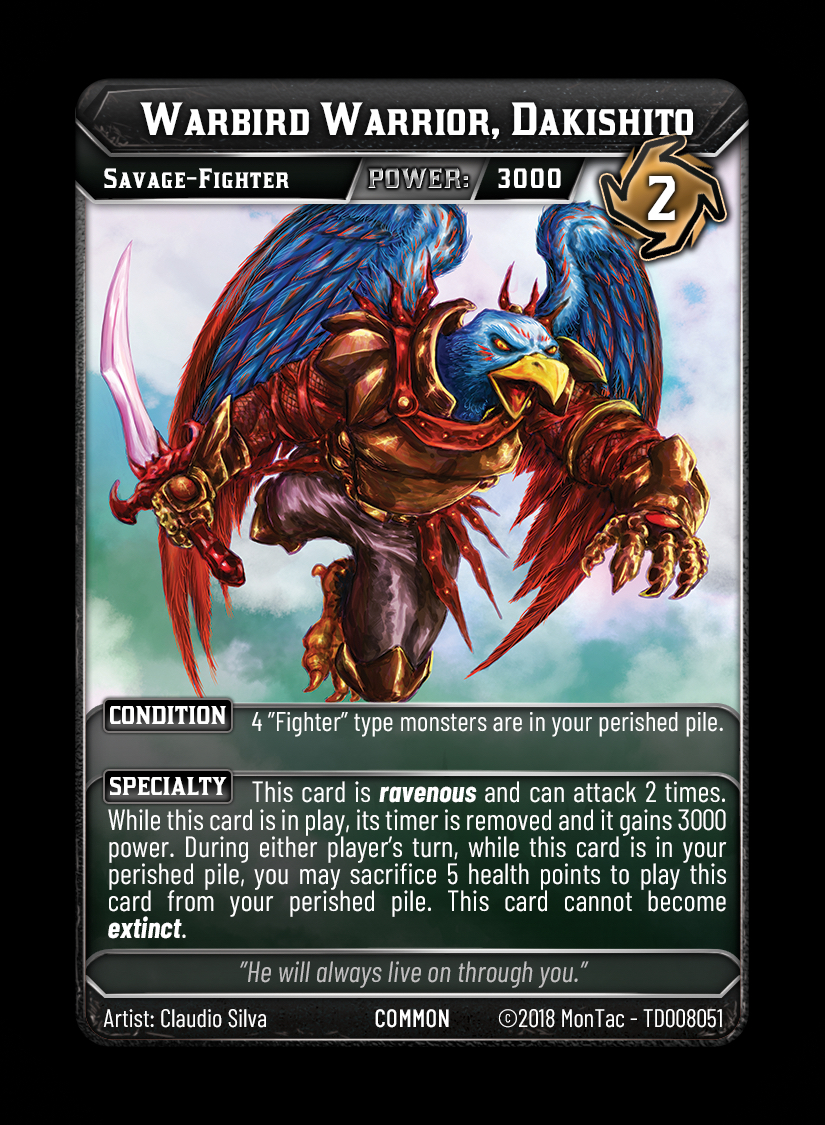 Warbird Warrior, Dakishito
Savage-Fighter POWER: 3000
2
CONDITION 4 "Fighter" type monsters are in your perished pile.
SPECIALTY This card is ravenous and can attack 2 times.
While this card is in play, its timer is removed and it gains 3000
power. During either player's turn, while this card is in your
perished pile, you may sacrifice 5 health points to play this
card from your perished pile. This card cannot become
extinct.
"He will always live on through you."
Artist: Claudio Silva COMMON ©2018 MonTac - TD008051